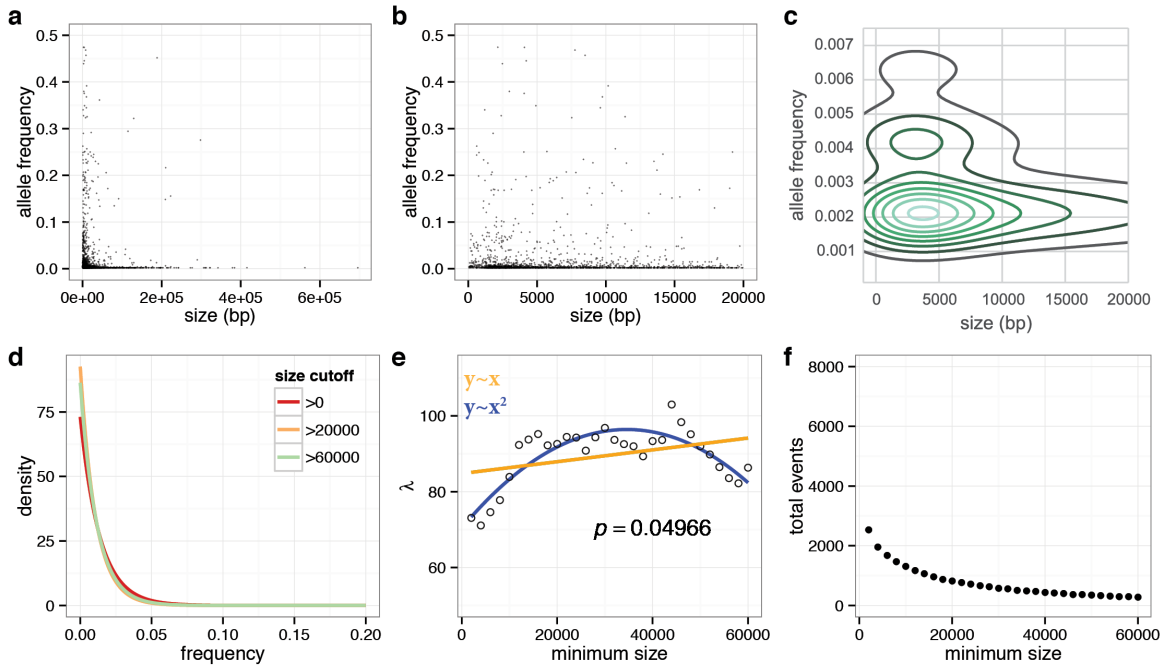 a
0.5
0.4
0.3
0.2
0.1
0.0
allele frequency
0e+00 2e+05 4e+05 6e+05
size (bp)
b
0.5
0.4
0.3
0.2
0.1
0.0
allele frequency
0 5000 10000 15000 20000
size (bp)
c
0.007
0.006
0.005
0.004
0.003
0.002
0.001
allele frequency
0 5000 10000 15000 20000
size (bp)
d
75
50
25
0
density
size cutoff
>0
>20000
>60000
0.00 0.05 0.10 0.15 0.20
frequency
e
y~x
y~x²
100
80
60
λ
p = 0.04966
0 20000 40000 60000
minimum size
f
8000
6000
4000
2000
0
total events
0 20000 40000 60000
minimum size